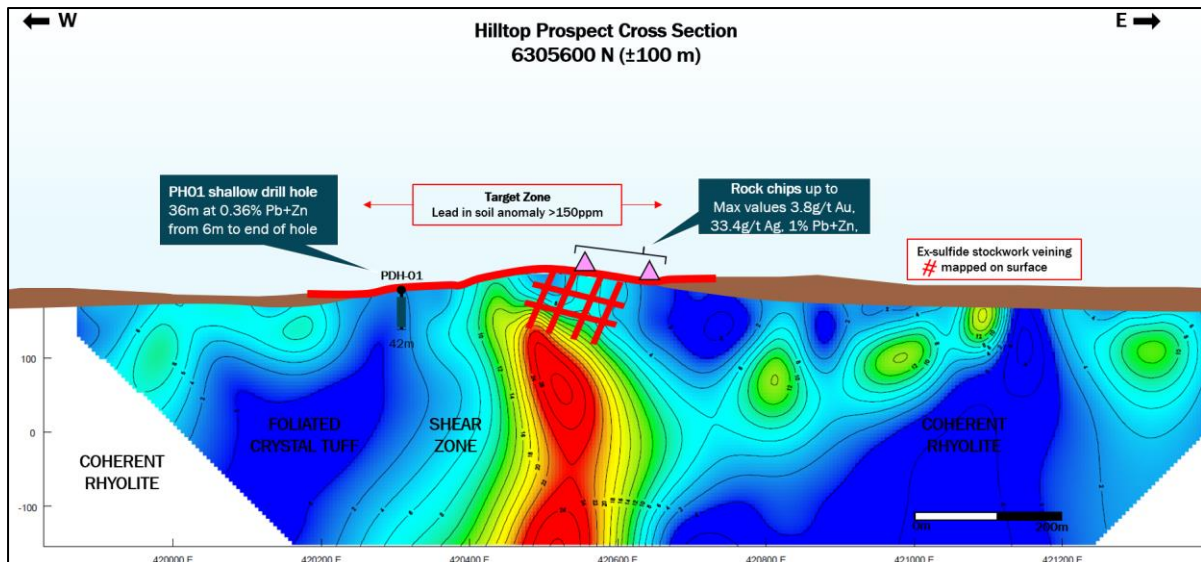 W
E
Hilltop Prospect Cross Section
6305600 N (±100 m)
PH01 shallow drill hole
36m at 0.36% Pb+Zn
from 6m to end of hole
Target Zone
Lead in soil anomaly >150ppm
Rock chips up to
Max values 3.8g/t Au,
33.4g/t Ag, 1% Pb+Zn,
Ex-sulfide stockwork veining
mapped on surface
PDH-01
42m
100
0
-100
FOLIATED
CRYSTAL TUFF
SHEAR
ZONE
COHERENT
RHYOLITE
COHERENT
RHYOLITE
0m
200m
420000 E
420200 E
420400 E
420600 E
420800 E
421000 E
421200 E